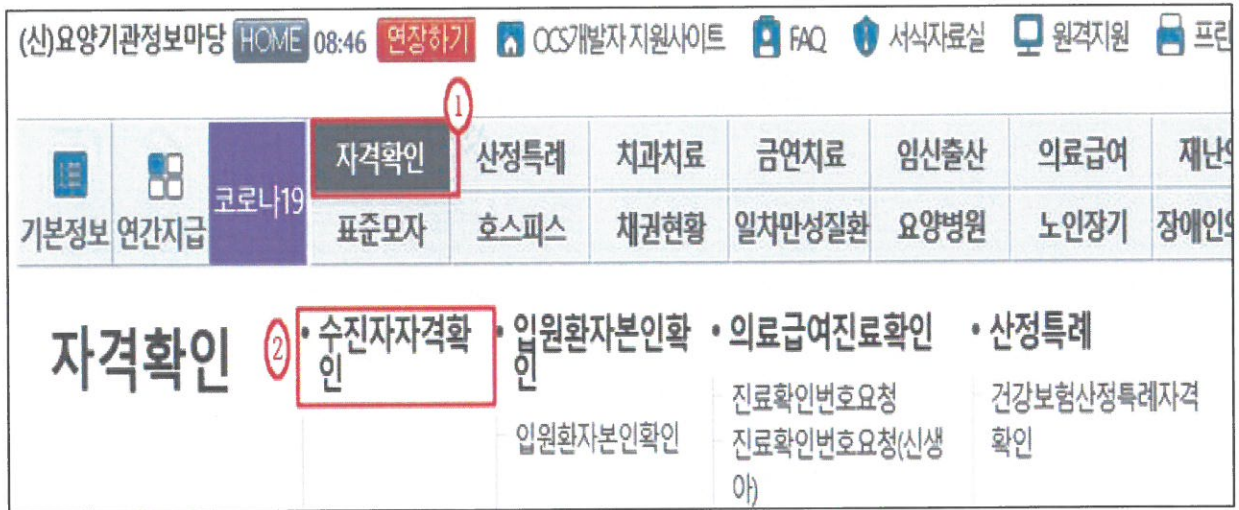 (신)요양기관정보마당 HOME 08:46 연장하기 OCS개발자 지원사이트 FAQ 서식자료실 원격지원
1
기본정보 연간지급 코로나19
자격확인 산정특례 치과치료 금연치료 임신출산 의료급여
표준모자 호스피스 채권현황 일차만성질환 요양병원 노인장기
자격확인
2
• 수진자자격확
인
• 입원환자본인확
인
입원환자본인확인
• 의료급여진료확인
진료확인번호요청
진료확인번호요청(신생
아)
• 산정특례
건강보험산정특례자격
확인